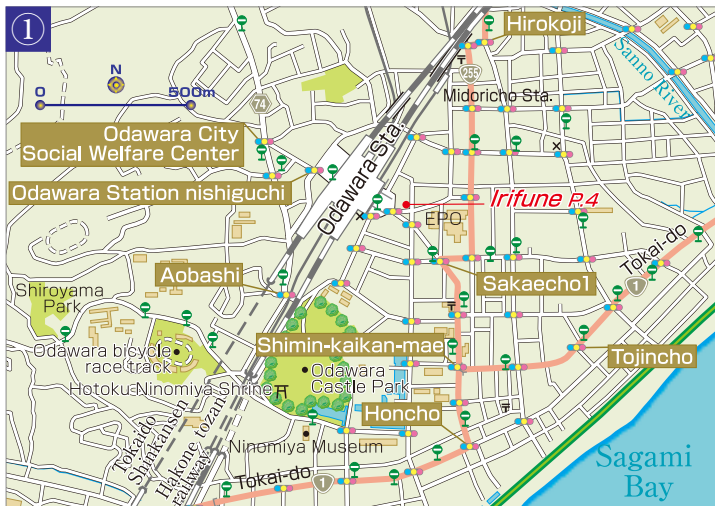 ①
Hirokoji
N
0 500m
255
Sanno River
74
Midoricho Sta.
Odawara City
Social Welfare Center
Odawara Sta.
Odawara Station nishiguchi
Irifune P.4
EPO
Tokai-do
Aobashi
Sakaecho1
1
Shiroyama
Park
Shimin-kaikan-mae
Odawara bicycle
race track
Tojincho
Odawara
Castle Park
Hotoku Ninomiya Shrine
Honcho
Tokaido
Shinkansen
Hakone tozan
railway
Ninomiya Museum
Sagami
Bay
Tokai-do
1